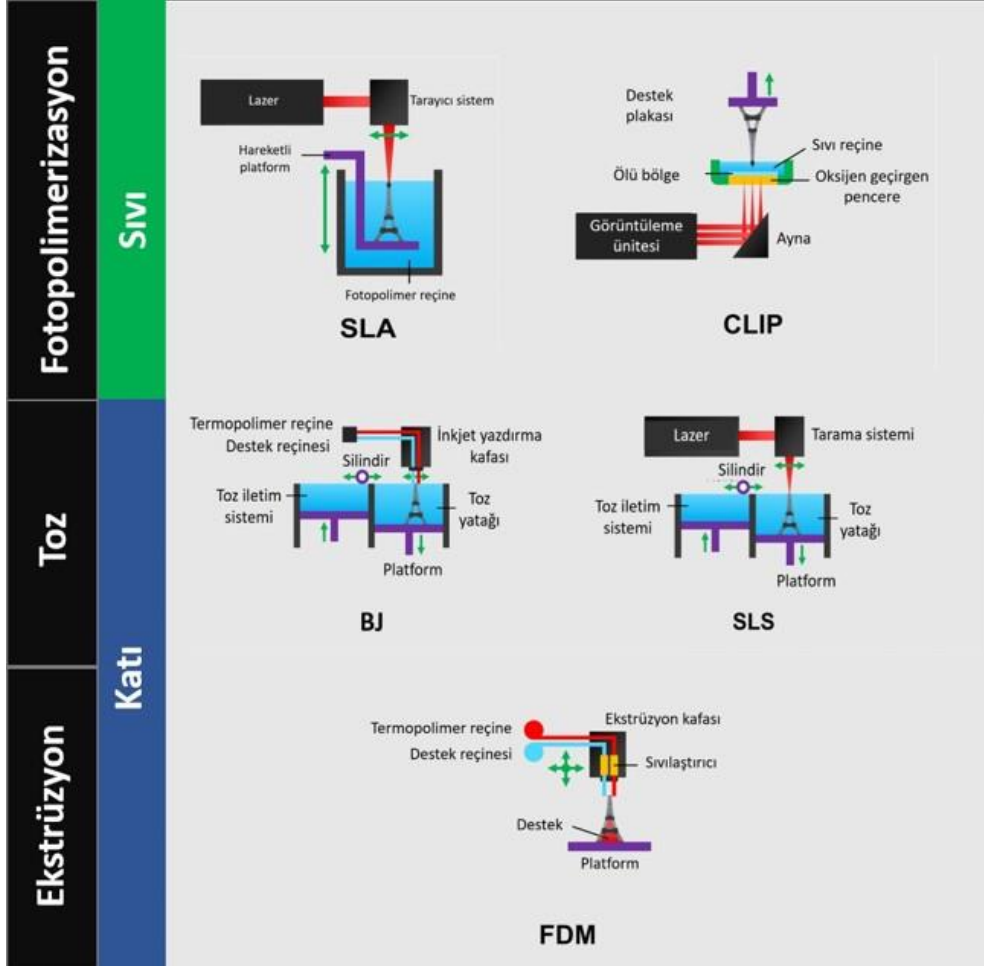 Fotopolimerizasyon
Sıvı
Lazer
Tarayıcı sistem
Hareketli
platform
Fotopolimer reçine
SLA
Destek
plakası
Sıvı reçine
Ölü bölge
Oksijen geçirgen
pencere
Görüntüleme
ünitesi
Ayna
CLIP
Toz
Katı
Termopolimer reçine
Destek reçinesi
İnkjet yazdırma
kafası
Silindir
Toz iletim
sistemi
Toz
yatağı
Platform
BJ
Lazer
Tarama sistemi
Silindir
Toz iletim
sistemi
Toz
yatağı
Platform
SLS
Ekstrüzyon
Termopolimer reçine
Destek reçinesi
Ekstrüzyon kafası
Sıvılaştırıcı
Destek
Platform
FDM